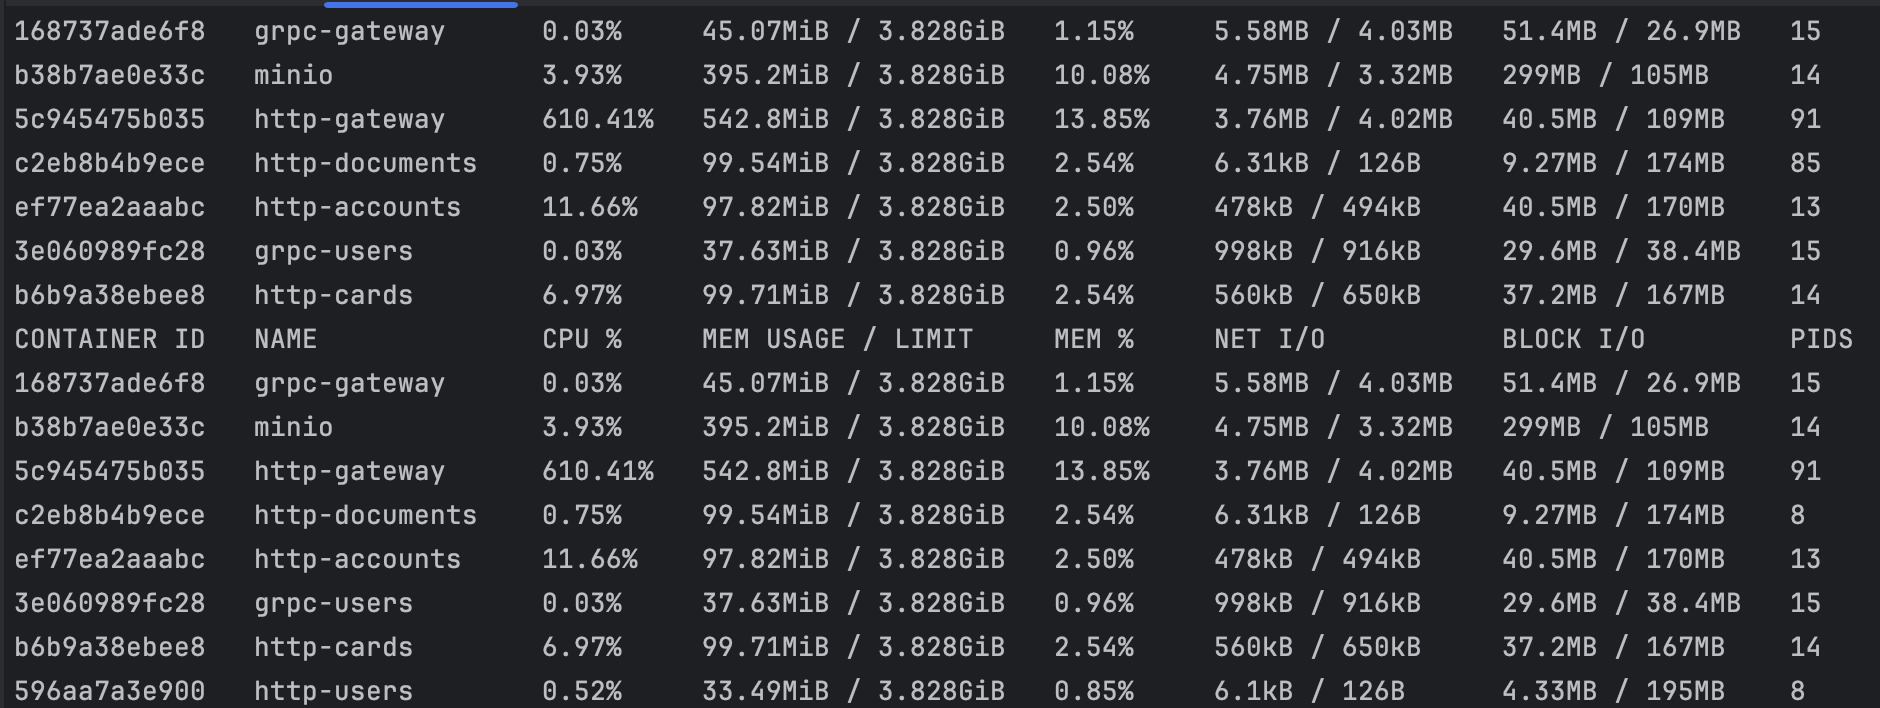 168737ade6f8   grpc-gateway      0.03%     45.07MiB / 3.828GiB   1.15%     5.58MB / 4.03MB   51.4MB / 26.9MB   15
b38b7ae0e33c   minio             3.93%     395.2MiB / 3.828GiB   10.08%    4.75MB / 3.32MB   299MB / 105MB     14
5c945475b035   http-gateway      610.41%   542.8MiB / 3.828GiB   13.85%    3.76MB / 4.02MB   40.5MB / 109MB    91
c2eb8b4b9ece   http-documents    0.75%     99.54MiB / 3.828GiB   2.54%     6.31kB / 126B     9.27MB / 174MB    85
ef77ea2aaabc   http-accounts     11.66%    97.82MiB / 3.828GiB   2.50%     478kB / 494kB     40.5MB / 170MB    13
3e060989fc28   grpc-users        0.03%     37.63MiB / 3.828GiB   0.96%     998kB / 916kB     29.6MB / 38.4MB   15
b6b9a38ebee8   http-cards        6.97%     99.71MiB / 3.828GiB   2.54%     560kB / 650kB     37.2MB / 167MB    14
CONTAINER ID   NAME              CPU %     MEM USAGE / LIMIT     MEM %     NET I/O           BLOCK I/O         PIDS
168737ade6f8   grpc-gateway      0.03%     45.07MiB / 3.828GiB   1.15%     5.58MB / 4.03MB   51.4MB / 26.9MB   15
b38b7ae0e33c   minio             3.93%     395.2MiB / 3.828GiB   10.08%    4.75MB / 3.32MB   299MB / 105MB     14
5c945475b035   http-gateway      610.41%   542.8MiB / 3.828GiB   13.85%    3.76MB / 4.02MB   40.5MB / 109MB    91
c2eb8b4b9ece   http-documents    0.75%     99.54MiB / 3.828GiB   2.54%     6.31kB / 126B     9.27MB / 174MB    8
ef77ea2aaabc   http-accounts     11.66%    97.82MiB / 3.828GiB   2.50%     478kB / 494kB     40.5MB / 170MB    13
3e060989fc28   grpc-users        0.03%     37.63MiB / 3.828GiB   0.96%     998kB / 916kB     29.6MB / 38.4MB   15
b6b9a38ebee8   http-cards        6.97%     99.71MiB / 3.828GiB   2.54%     560kB / 650kB     37.2MB / 167MB    14
596aa7a3e900   http-users        0.52%     33.49MiB / 3.828GiB   0.85%     6.1kB / 126B      4.33MB / 195MB    8